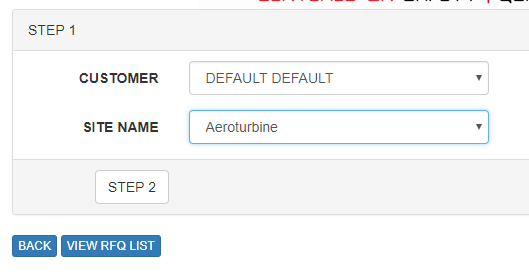 STEP 1
CUSTOMER DEFAULT DEFAULT
SITE NAME Aeroturbine
STEP 2
BACK VIEW RFQ LIST